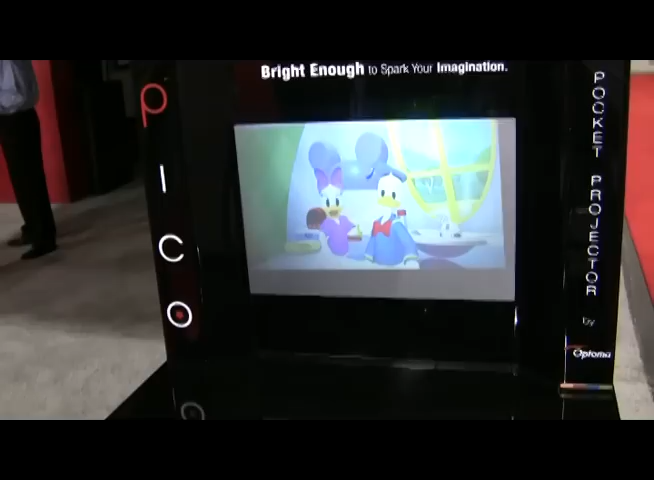 Bright Enough to Spark Your Imagination.
pico
POCKET PROJECTOR
by
Optoma